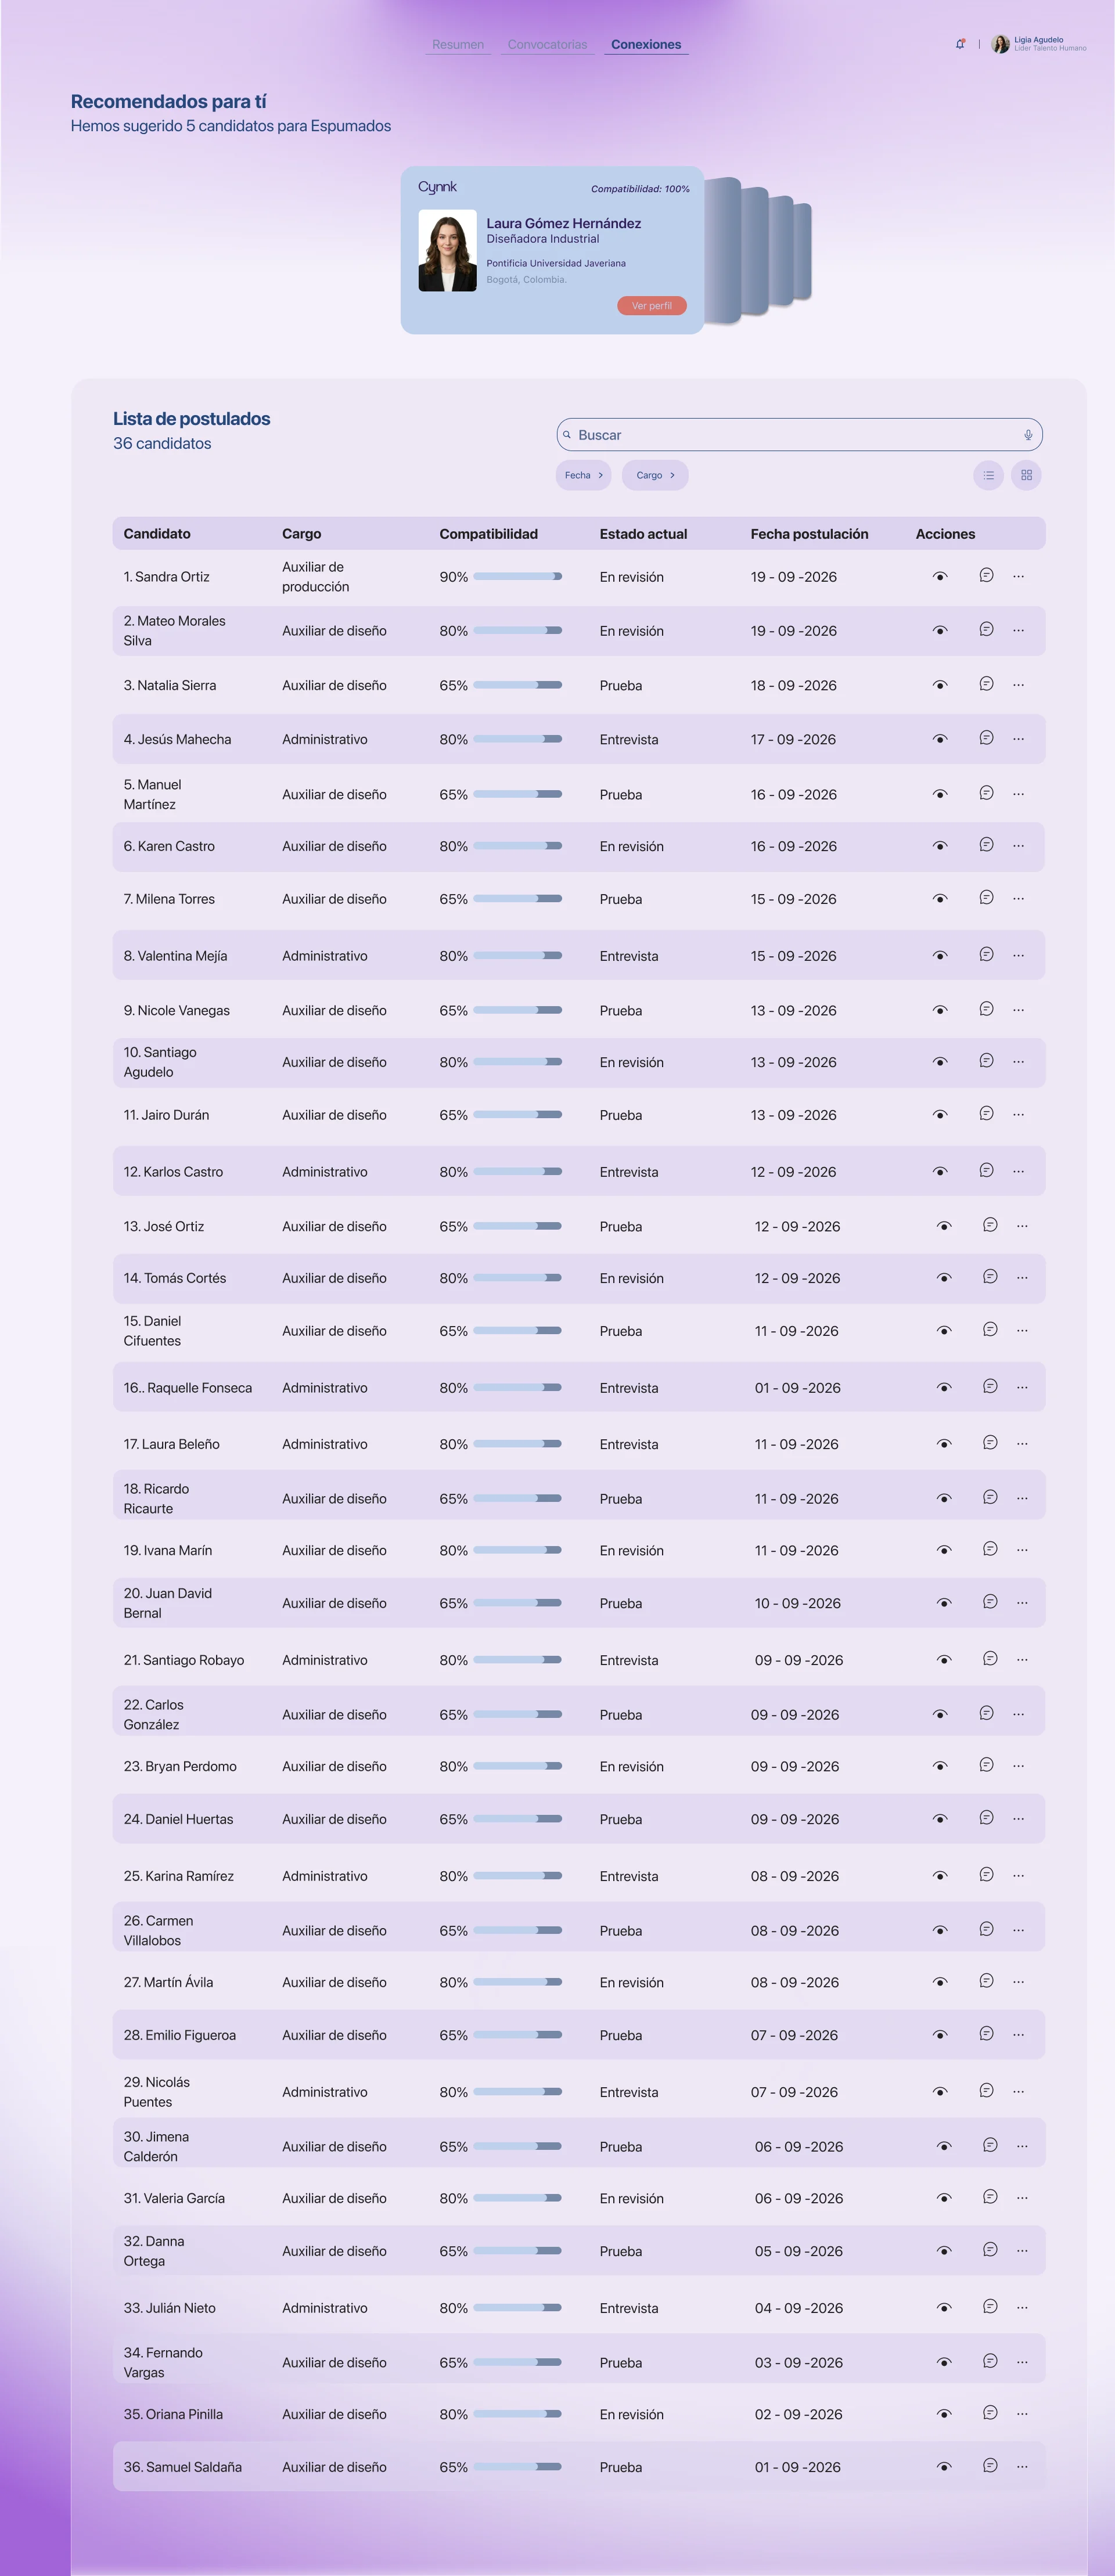 Resumen Convocatorias Conexiones
Ligia Agudelo
Líder Talento Humano
Recomendados para tí
Hemos sugerido 5 candidatos para Espumados
Cynnk
Compatibilidad: 100%
Laura Gómez Hernández
Diseñadora Industrial
Pontificia Universidad Javeriana
Bogotá, Colombia.
Ver perfil
Lista de postulados
36 candidatos
Buscar
Fecha > Cargo >
Candidato Cargo Compatibilidad Estado actual Fecha postulación Acciones
1. Sandra Ortiz Auxiliar de producción 90% En revisión 19 - 09 -2026
2. Mateo Morales Silva Auxiliar de diseño 80% En revisión 19 - 09 -2026
3. Natalia Sierra Auxiliar de diseño 65% Prueba 18 - 09 -2026
4. Jesús Mahecha Administrativo 80% Entrevista 17 - 09 -2026
5. Manuel Martínez Auxiliar de diseño 65% Prueba 16 - 09 -2026
6. Karen Castro Auxiliar de diseño 80% En revisión 16 - 09 -2026
7. Milena Torres Auxiliar de diseño 65% Prueba 15 - 09 -2026
8. Valentina Mejía Administrativo 80% Entrevista 15 - 09 -2026
9. Nicole Vanegas Auxiliar de diseño 65% Prueba 13 - 09 -2026
10. Santiago Agudelo Auxiliar de diseño 80% En revisión 13 - 09 -2026
11. Jairo Durán Auxiliar de diseño 65% Prueba 13 - 09 -2026
12. Karlos Castro Administrativo 80% Entrevista 12 - 09 -2026
13. José Ortiz Auxiliar de diseño 65% Prueba 12 - 09 -2026
14. Tomás Cortés Auxiliar de diseño 80% En revisión 12 - 09 -2026
15. Daniel Cifuentes Auxiliar de diseño 65% Prueba 11 - 09 -2026
16.. Raquelle Fonseca Administrativo 80% Entrevista 01 - 09 -2026
17. Laura Beleño Administrativo 80% Entrevista 11 - 09 -2026
18. Ricardo Ricaurte Auxiliar de diseño 65% Prueba 11 - 09 -2026
19. Ivana Marín Auxiliar de diseño 80% En revisión 11 - 09 -2026
20. Juan David Bernal Auxiliar de diseño 65% Prueba 10 - 09 -2026
21. Santiago Robayo Administrativo 80% Entrevista 09 - 09 -2026
22. Carlos González Auxiliar de diseño 65% Prueba 09 - 09 -2026
23. Bryan Perdomo Auxiliar de diseño 80% En revisión 09 - 09 -2026
24. Daniel Huertas Auxiliar de diseño 65% Prueba 09 - 09 -2026
25. Karina Ramírez Administrativo 80% Entrevista 08 - 09 -2026
26. Carmen Villalobos Auxiliar de diseño 65% Prueba 08 - 09 -2026
27. Martín Ávila Auxiliar de diseño 80% En revisión 08 - 09 -2026
28. Emilio Figueroa Auxiliar de diseño 65% Prueba 07 - 09 -2026
29. Nicolás Puentes Administrativo 80% Entrevista 07 - 09 -2026
30. Jimena Calderón Auxiliar de diseño 65% Prueba 06 - 09 -2026
31. Valeria García Auxiliar de diseño 80% En revisión 06 - 09 -2026
32. Danna Ortega Auxiliar de diseño 65% Prueba 05 - 09 -2026
33. Julián Nieto Administrativo 80% Entrevista 04 - 09 -2026
34. Fernando Vargas Auxiliar de diseño 65% Prueba 03 - 09 -2026
35. Oriana Pinilla Auxiliar de diseño 80% En revisión 02 - 09 -2026
36. Samuel Saldaña Auxiliar de diseño 65% Prueba 01 - 09 -2026